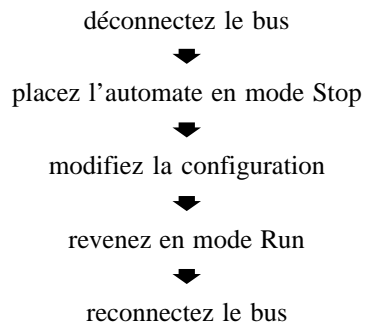 déconnectez le bus
placez l'automate en mode Stop
modifiez la configuration
revenez en mode Run
reconnectez le bus